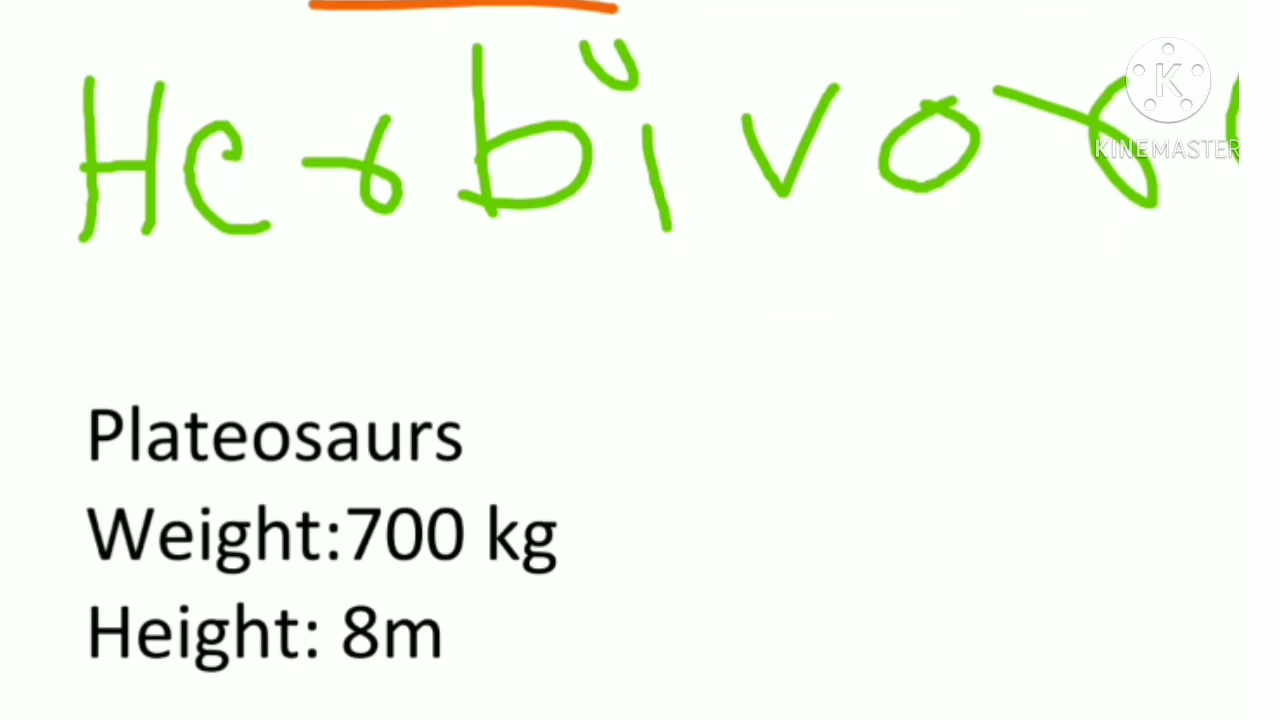 Herbivor
KINEMASTER
Plateosaurs
Weight:700 kg
Height: 8m